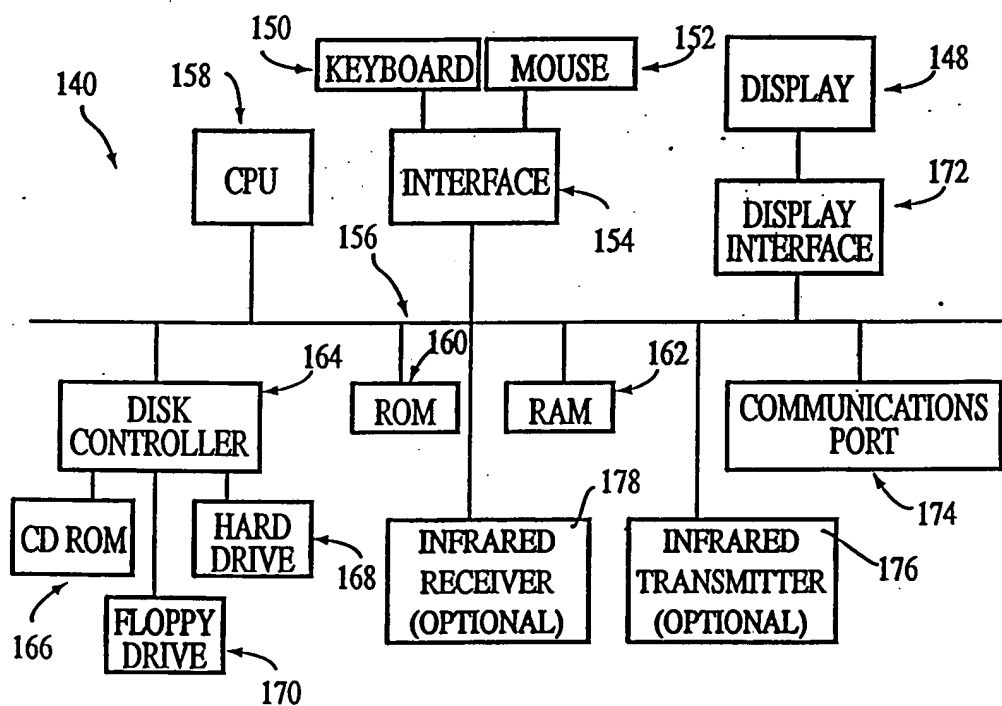 150
KEYBOARD
MOUSE
152
140
158
CPU
INTERFACE
154
DISPLAY
148
DISPLAY
INTERFACE
172
156
164
DISK
CONTROLLER
160
ROM
162
RAM
COMMUNICATIONS
PORT
174
CD ROM
166
HARD
DRIVE
168
FLOPPY
DRIVE
170
178
INFRARED
RECEIVER
(OPTIONAL)
INFRARED
TRANSMITTER
(OPTIONAL)
176